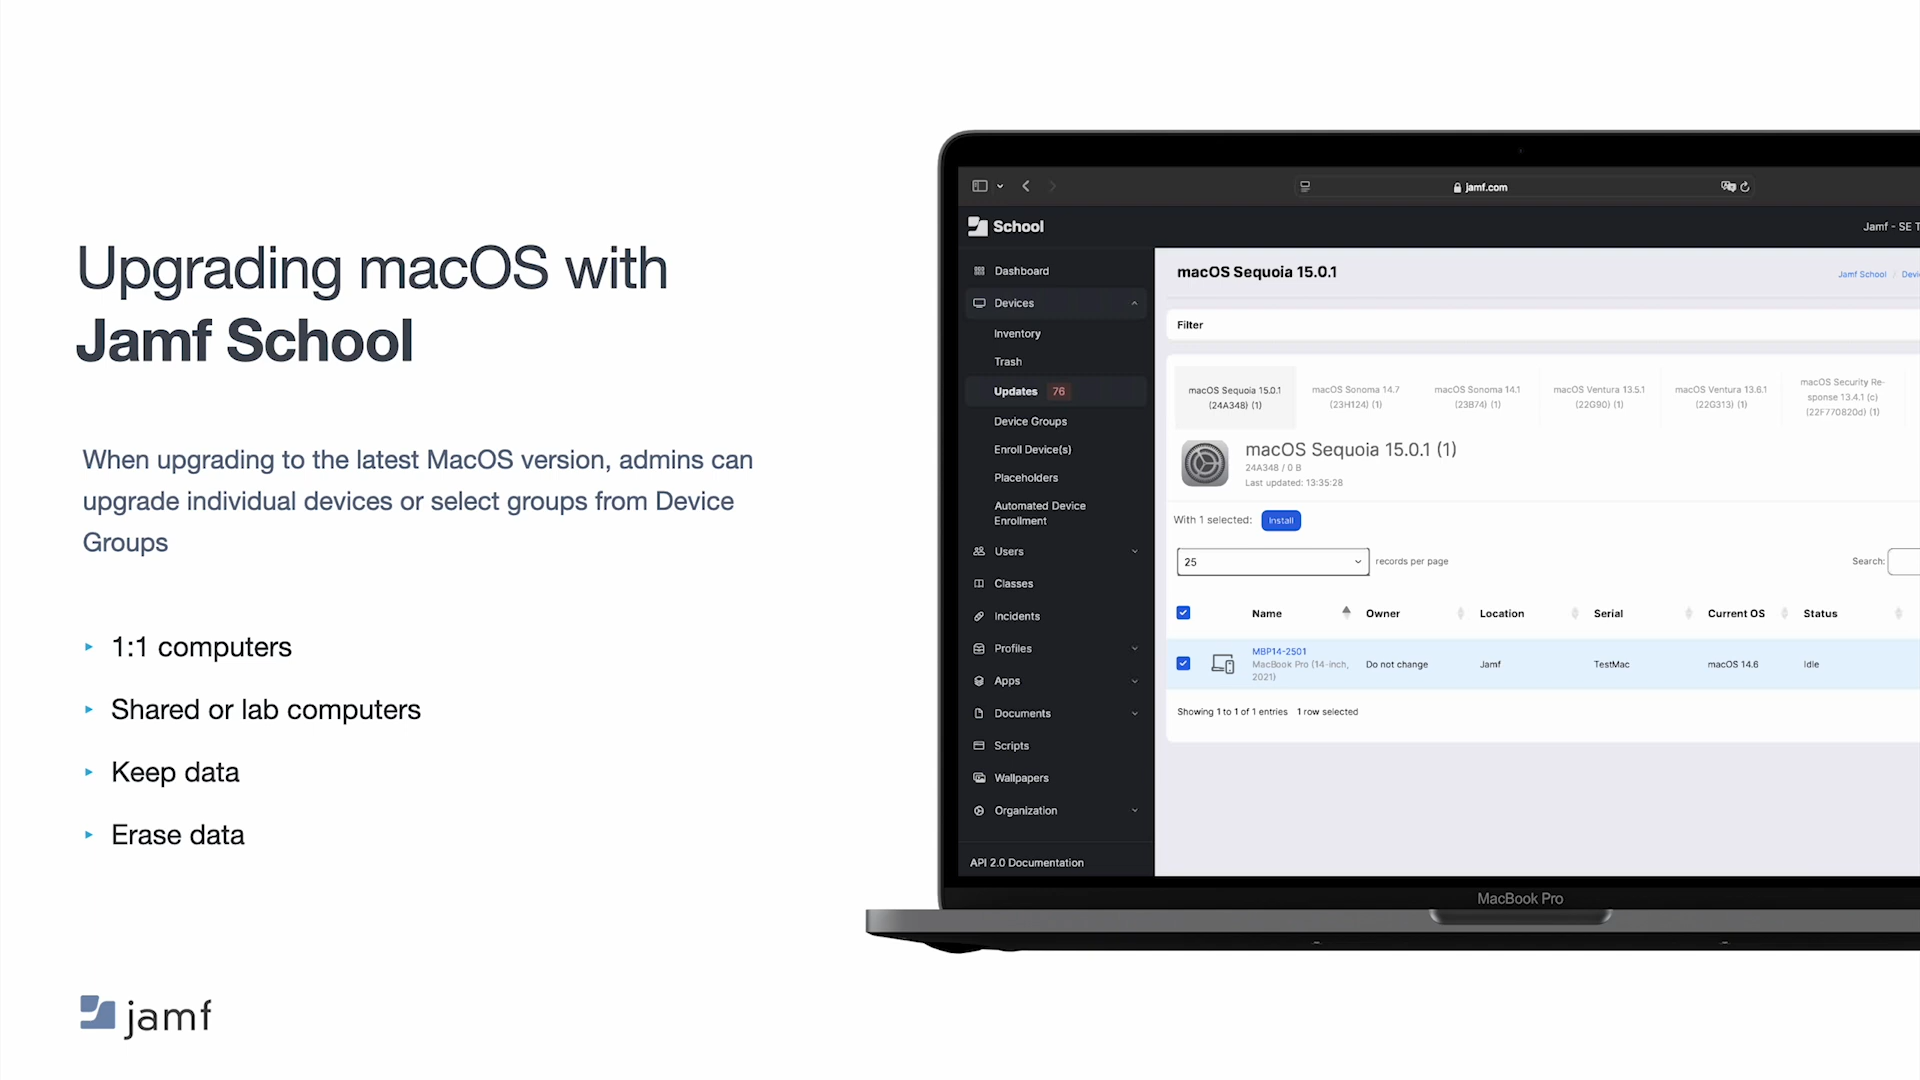 Upgrading macOS with
Jamf School
When upgrading to the latest MacOS version, admins can
upgrade individual devices or select groups from Device
Groups
1:1 computers
Shared or lab computers
Keep data
Erase data
jamf
jamf.com
School
Jamf - SE T
Dashboard
Devices
Inventory
Trash
Updates 76
Device Groups
Enroll Device(s)
Placeholders
Automated Device
Enrollment
Users
Classes
Incidents
Profiles
Apps
Documents
Scripts
Wallpapers
Organization
API 2.0 Documentation
macOS Sequoia 15.0.1
Jamf School / Devi
Filter
macOS Sequoia 15.0.1
(24A348) (1)
macOS Sonoma 14.7
(23H124) (1)
macOS Sonoma 14.1
(23B74) (1)
macOS Ventura 13.5.1
(22G90) (1)
macOS Ventura 13.6.1
(22G313) (1)
macOS Security Re-
sponse 13.4.1 (c)
(22F770820d) (1)
macOS Sequoia 15.0.1 (1)
24A348 / 0 B
Last updated: 13:35:28
With 1 selected: Install
25 records per page
Search:
Name Owner Location Serial Current OS Status
MBP14-2501
MacBook Pro (14-inch,
2021)
Do not change Jamf TestMac macOS 14.6 Idle
Showing 1 to 1 of 1 entries 1 row selected
MacBook Pro